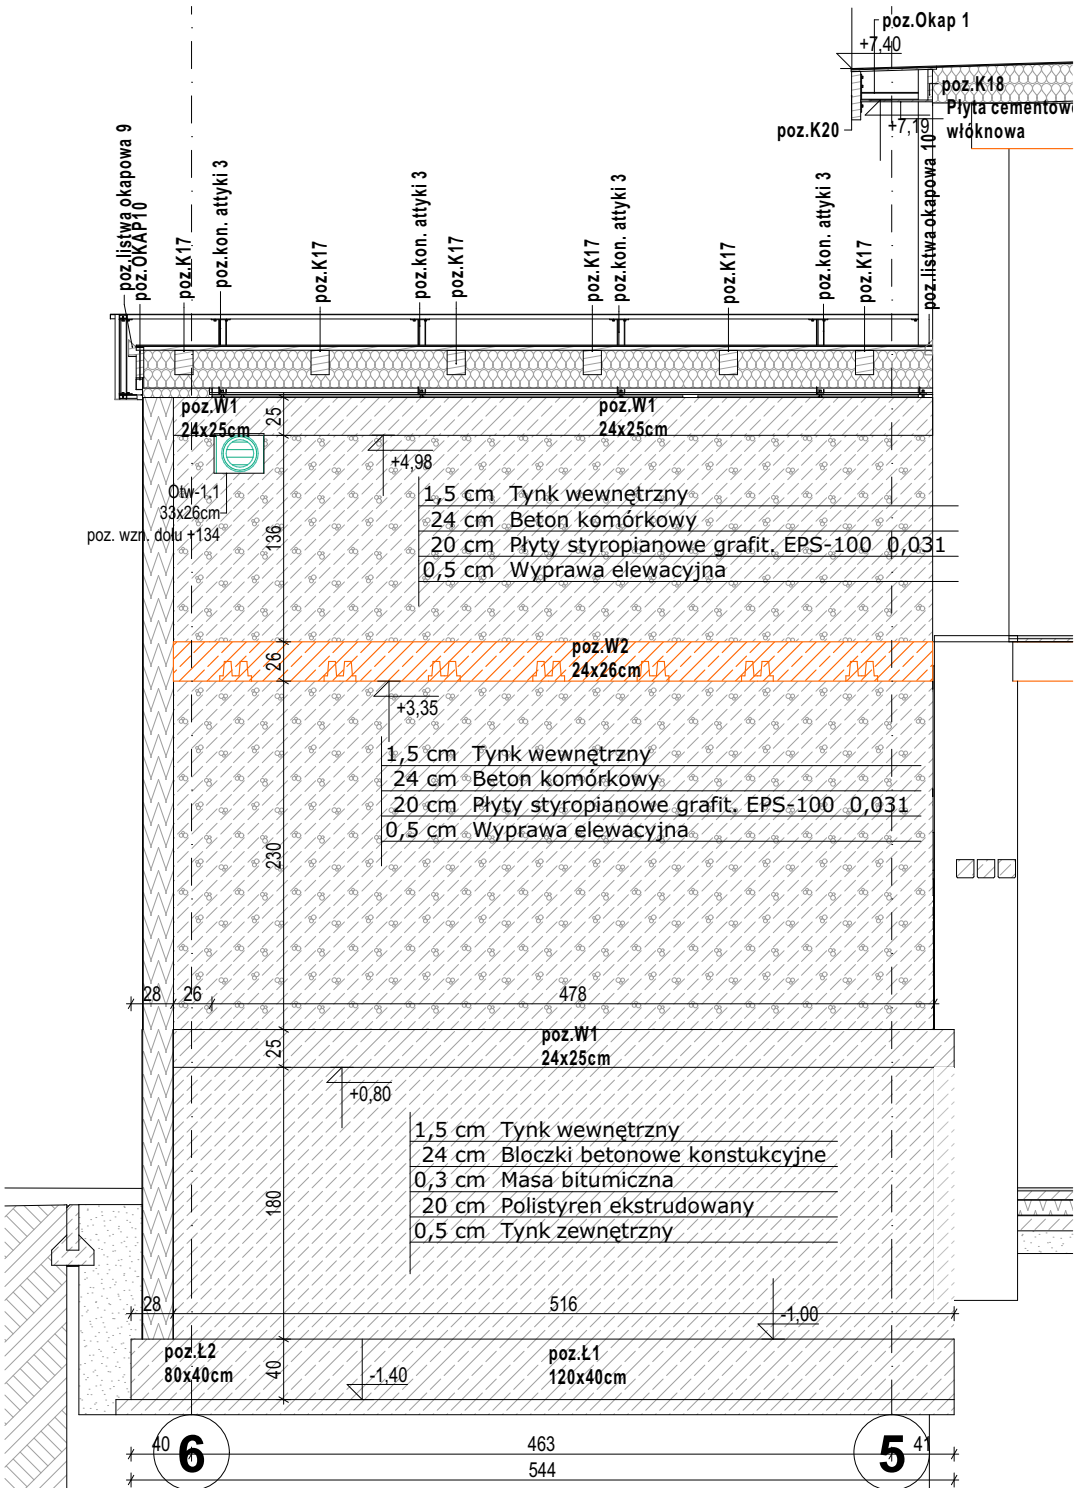 poz.Okap 1
+7,40
poz.K18
Płyta cementowo
włóknowa
+7,19
poz.K20
poz.listwa okapowa 9
poz.OKAP10
poz.K17
poz.kon. attyki 3
poz.K17
poz.kon. attyki 3
poz.K17
poz.K17
poz.kon. attyki 3
poz.K17
poz.kon. attyki 3
poz.K17
poz.listwa okapowa 10
poz.W1
24x25cm
25
poz.W1
24x25cm
+4,98
Otw-1.1
33x26cm
poz. wzn. dołu +134
136
1,5 cm Tynk wewnętrzny
24 cm Beton komórkowy
20 cm Płyty styropianowe grafit. EPS-100 0,031
0,5 cm Wyprawa elewacyjna
26
poz.W2
24x26cm
+3,35
1,5 cm Tynk wewnętrzny
24 cm Beton komórkowy
20 cm Płyty styropianowe grafit. EPS-100 0,031
0,5 cm Wyprawa elewacyjna
230
28
26
478
25
poz.W1
24x25cm
+0,80
1,5 cm Tynk wewnętrzny
24 cm Bloczki betonowe konstukcyjne
0,3 cm Masa bitumiczna
20 cm Polistyren ekstrudowany
0,5 cm Tynk zewnętrzny
180
28
516
-1,00
poz.Ł2
80x40cm
40
-1,40
poz.Ł1
120x40cm
40
6
463
5
41
544